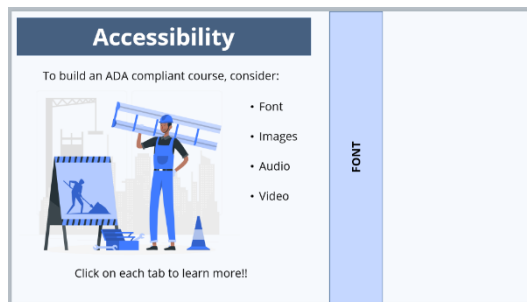 Accessibility
To build an ADA compliant course, consider:
• Font
• Images
• Audio
• Video
Click on each tab to learn more!!
FONT